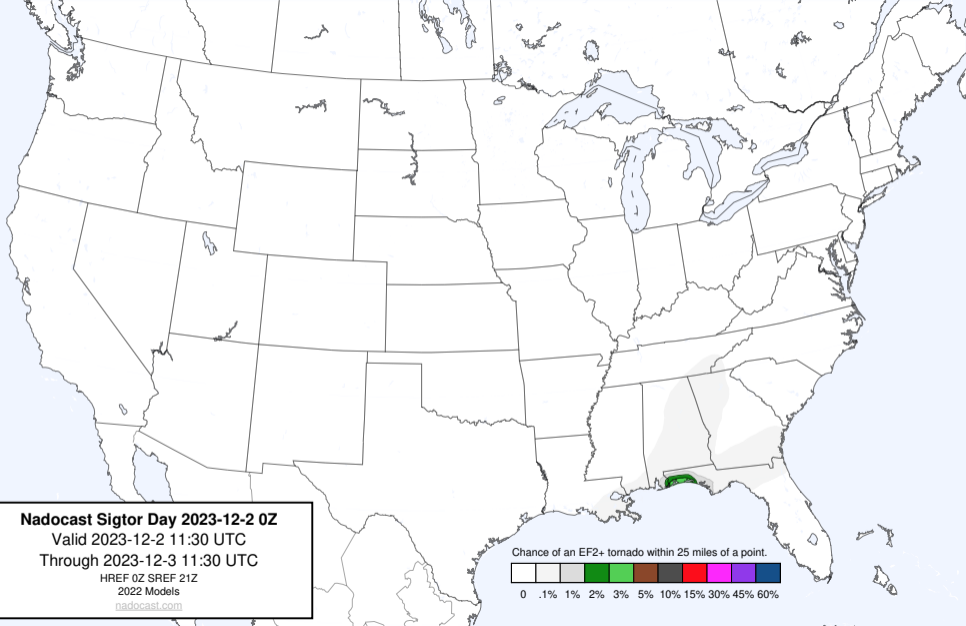 Nadocast Sigtor Day 2023-12-2 0Z
Valid 2023-12-2 11:30 UTC
Through 2023-12-3 11:30 UTC
HREF 0Z SREF 21Z
2022 Models
nadocast.com
Chance of an EF2+ tornado within 25 miles of a point.
0 .1% 1% 2% 3% 5% 10% 15% 30% 45% 60%